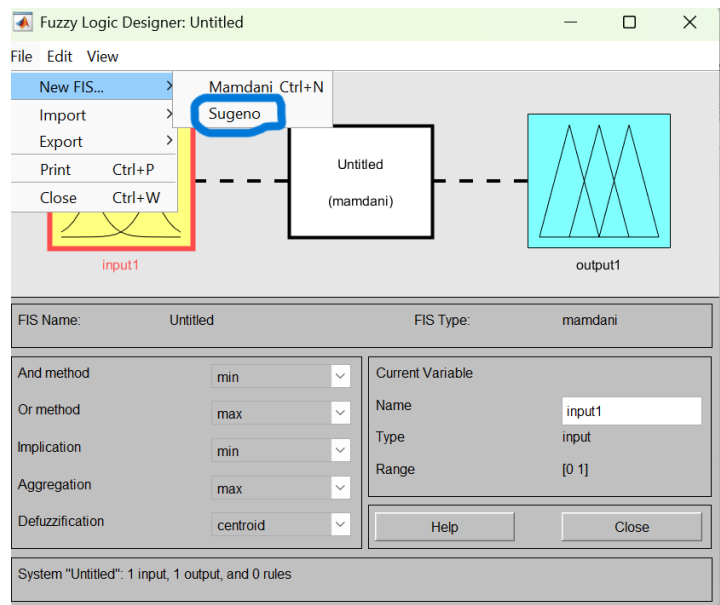 Fuzzy Logic Designer: Untitled
File Edit View
New FIS... > Mamdani Ctrl+N
Sugeno
Import >
Export >
Print Ctrl+P
Close Ctrl+W
Untitled
(mamdani)
input1
output1
FIS Name: Untitled FIS Type: mamdani
And method min
Or method max
Implication min
Aggregation max
Defuzzification centroid
Current Variable
Name input1
Type input
Range [0 1]
Help Close
System "Untitled": 1 input, 1 output, and 0 rules